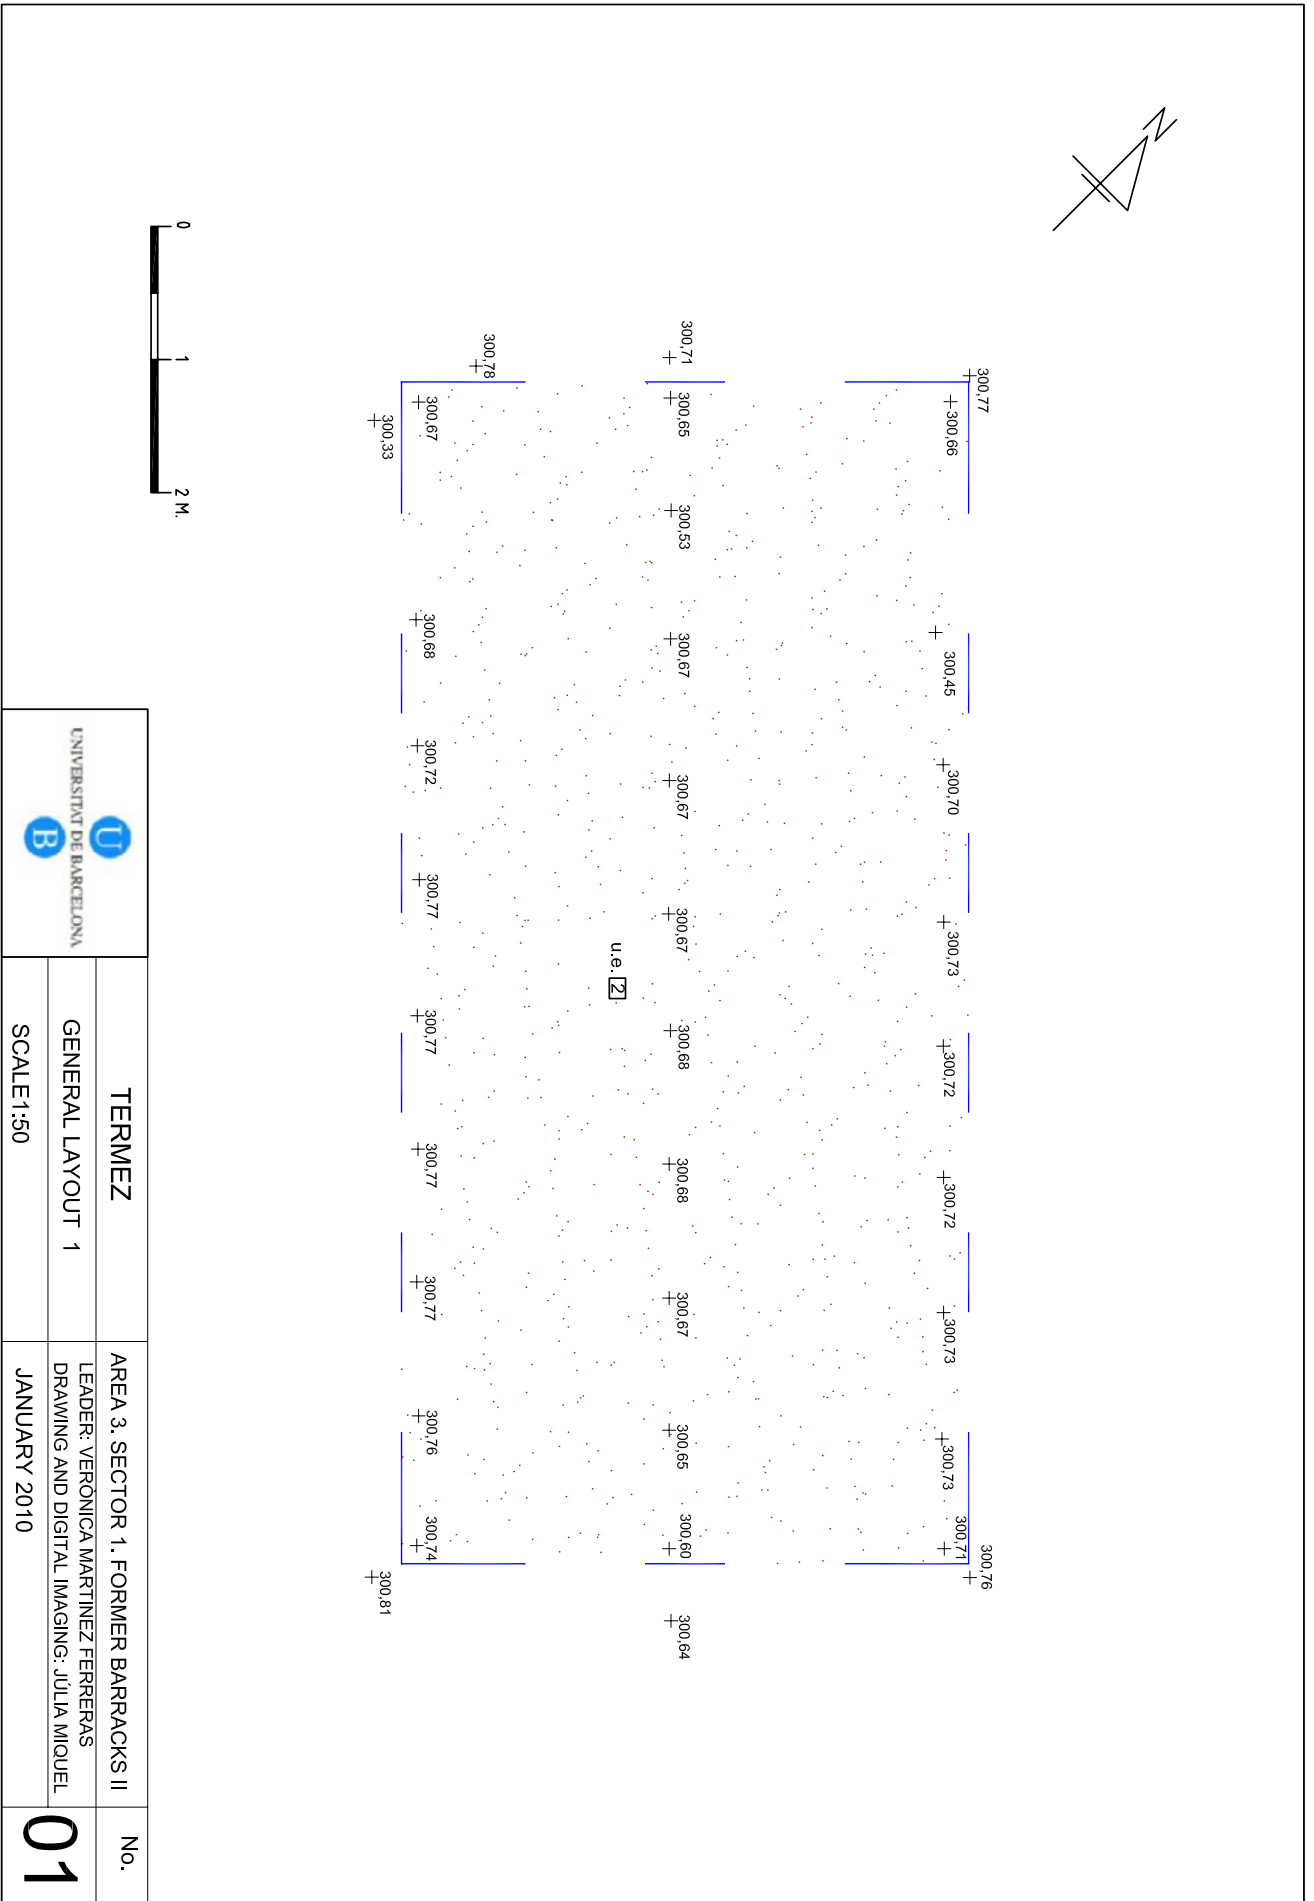 N
300,77 300,76
300,66 300,45 300,70 300,73 300,72 300,72 300,73 300,73 300,71
300,71 300,65 300,53 300,67 300,67 300,67 300,68 300,68 300,67 300,65 300,60 300,64
u.e. 2
300,78
300,67 300,68 300,72 300,77 300,77 300,77 300,77 300,76 300,74
300,33 300,81
0 1 2 M.
U
UNIVERSITAT DE BARCELONA
B
TERMEZ
GENERAL LAYOUT 1
SCALE1:50
AREA 3. SECTOR 1. FORMER BARRACKS II
LEADER: VERÒNICA MARTINEZ FERRERAS
DRAWING AND DIGITAL IMAGING: JÚLIA MIQUEL
JANUARY 2010
No.
01